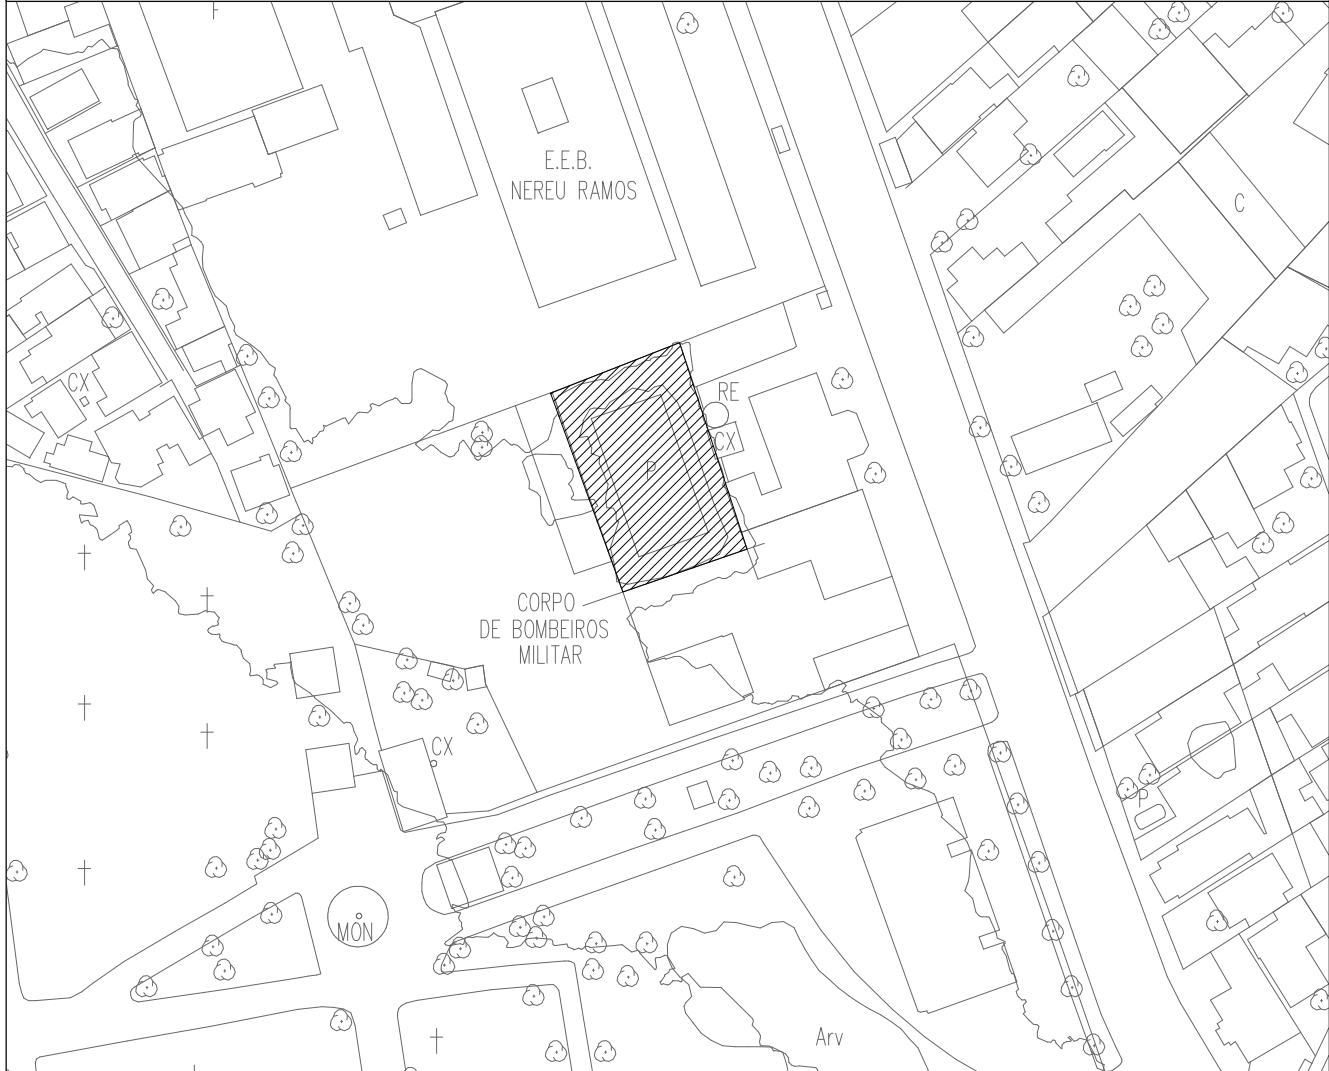 E.E.B.
NEREU RAMOS
C
CX
RE
CX
P
CORPO
DE BOMBEIROS
MILITAR
CX
P
MON
Arv